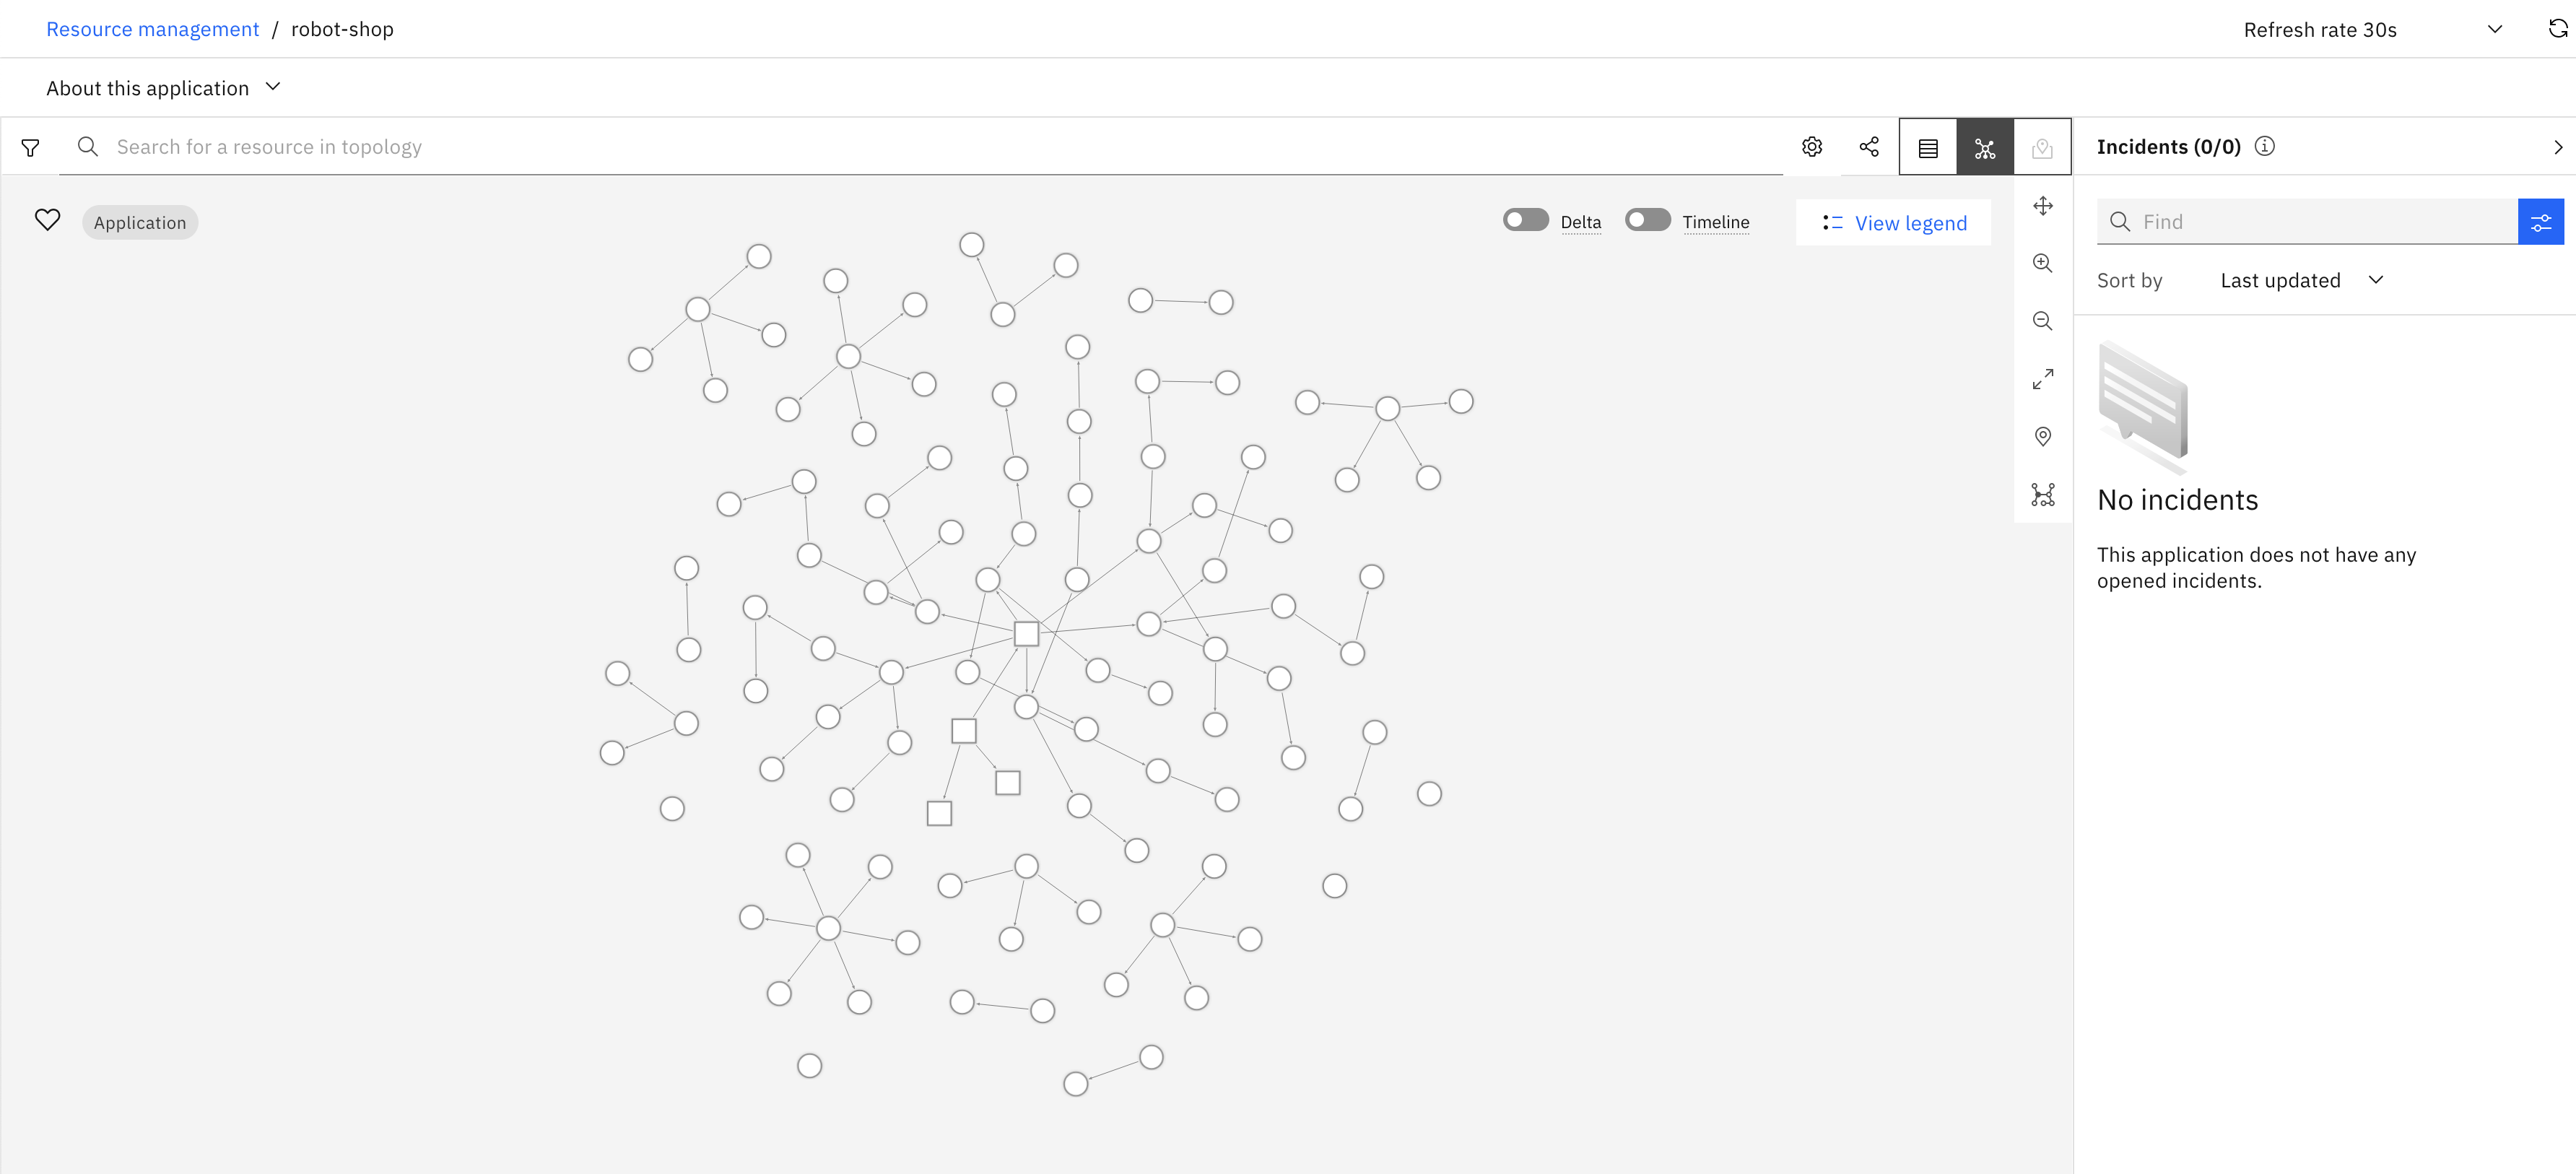 Resource management / robot-shop
Refresh rate 30s
About this application
Search for a resource in topology
Incidents (0/0)
Application
Delta
Timeline
View legend
Find
Sort by
Last updated
No incidents
This application does not have any
opened incidents.